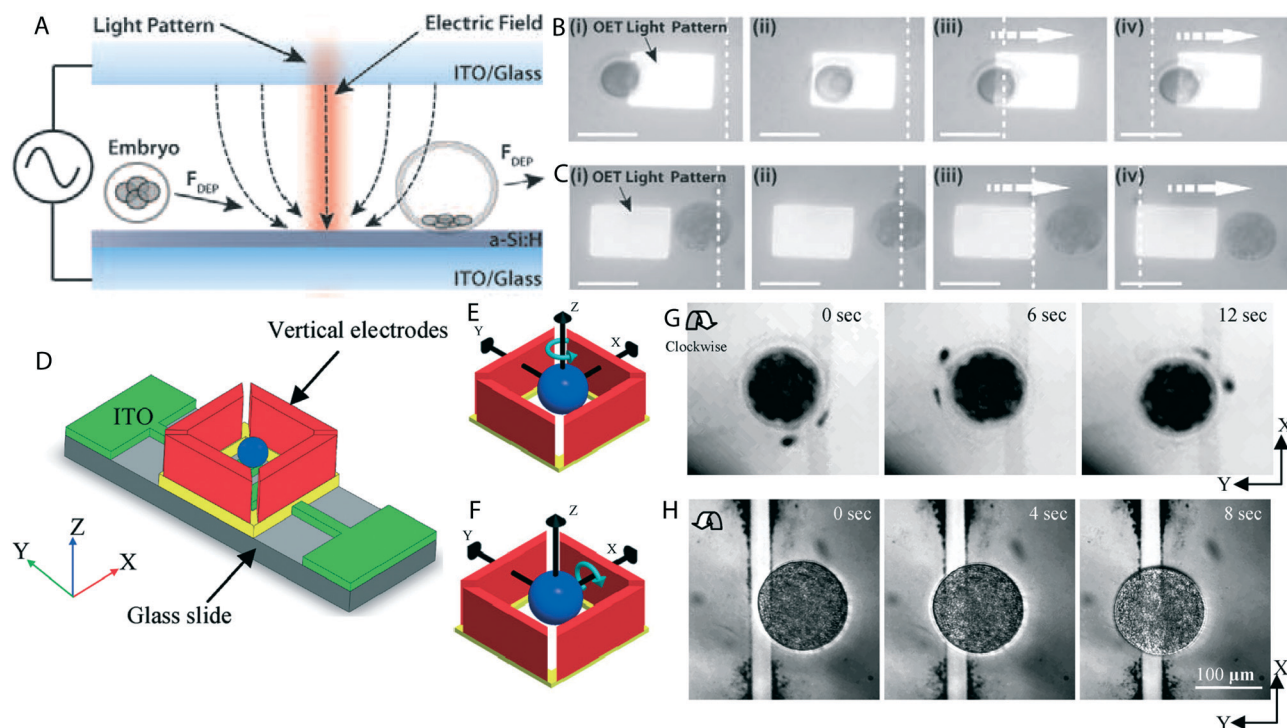 A
Light Pattern
Electric Field
ITO/Glass
Embryo
F_DEP
F_DEP
a-Si:H
ITO/Glass
B
(i) OET Light Pattern
(ii)
(iii)
(iv)
C
(i) OET Light Pattern
(ii)
(iii)
(iv)
D
Vertical electrodes
ITO
Z
Y
X
Glass slide
E
Z
Y
X
F
Z
Y
X
G
Clockwise
0 sec
6 sec
12 sec
X
Y
H
0 sec
4 sec
8 sec
100 µm
X
Y